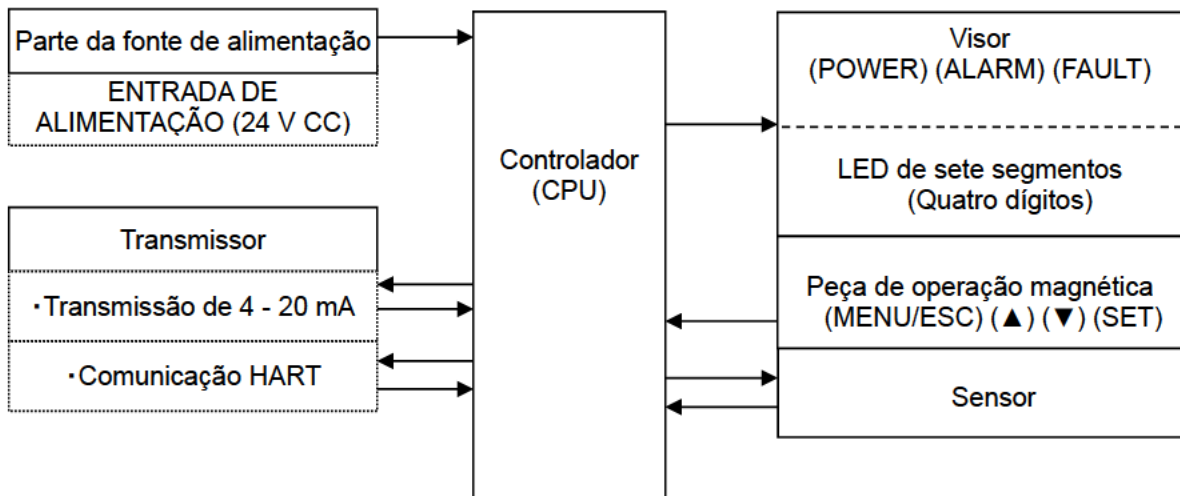 Parte da fonte de alimentação
ENTRADA DE
ALIMENTAÇÃO (24 V CC)
Transmissor
・Transmissão de 4 - 20 mA
・Comunicação HART
Controlador
(CPU)
Visor
(POWER) (ALARM) (FAULT)
LED de sete segmentos
(Quatro dígitos)
Peça de operação magnética
(MENU/ESC) (▲) (▼) (SET)
Sensor